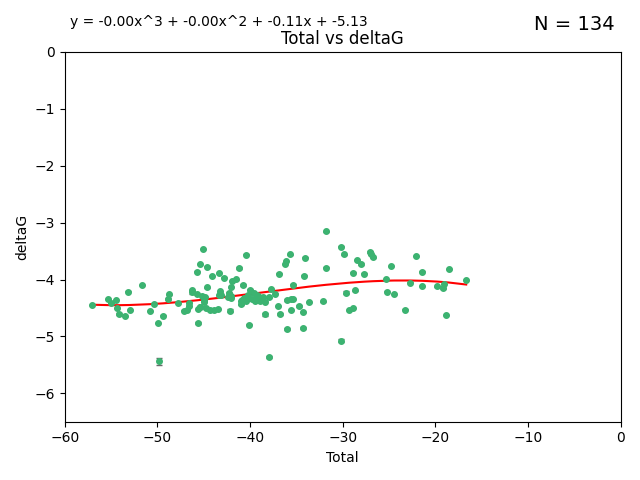 y = -0.00x^3 + -0.00x^2 + -0.11x + -5.13
N = 134
Total vs deltaG
0
−1
−2
−3
−4
−5
−6
deltaG
−60 −50 −40 −30 −20 −10 0
Total